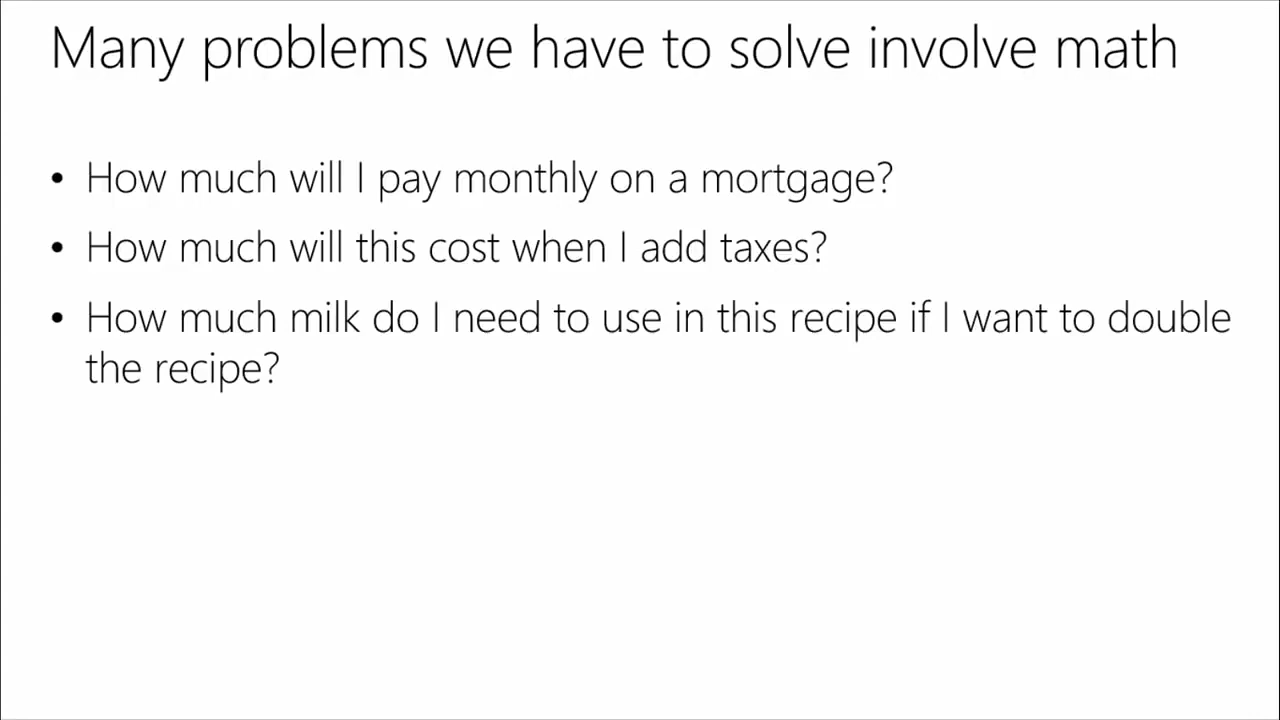 Many problems we have to solve involve math
• How much will I pay monthly on a mortgage?
• How much will this cost when I add taxes?
• How much milk do I need to use in this recipe if I want to double
the recipe?